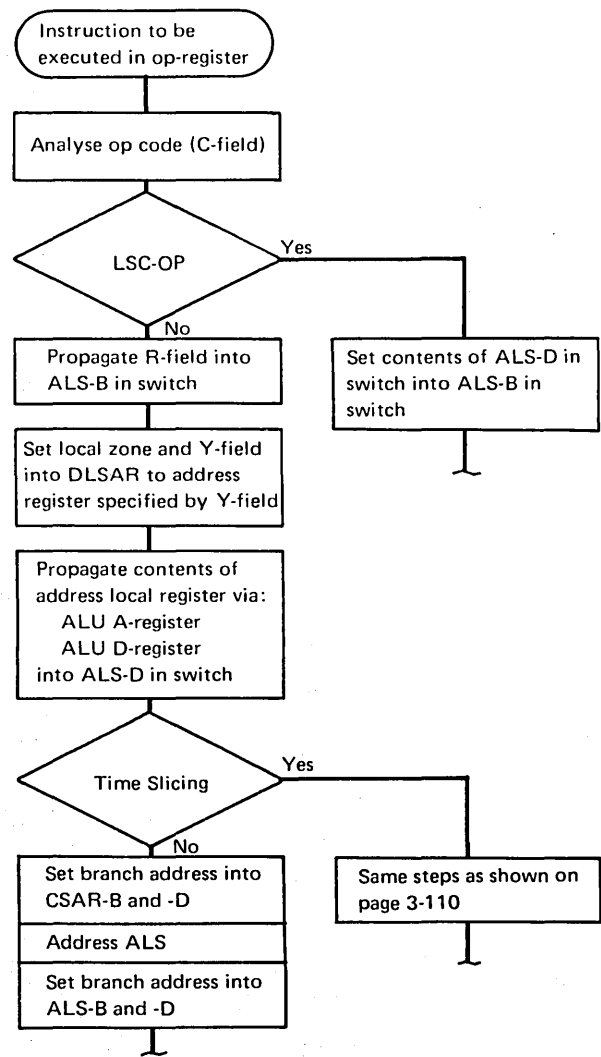 Instruction to be
executed in op-register
Analyse op code (C-field)
LSC-OP
Yes
No
Propagate R-field into
ALS-B in switch
Set contents of ALS-D in
switch into ALS-B in
switch
Set local zone and Y-field
into DLSAR to address
register specified by Y-field
Propagate contents of
address local register via:
ALU A-register
ALU D-register
into ALS-D in switch
Time Slicing
Yes
No
Set branch address into
CSAR-B and -D
Address ALS
Set branch address into
ALS-B and -D
Same steps as shown on
page 3-110